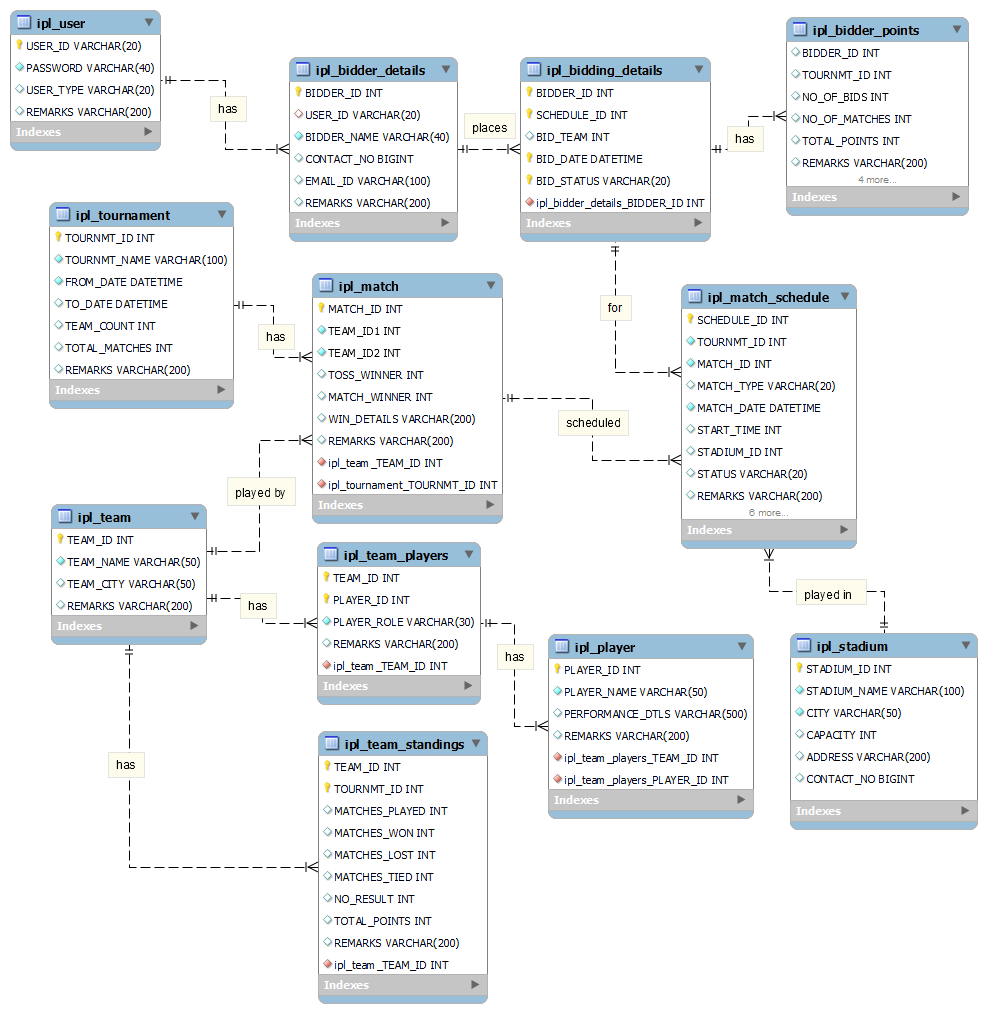 ipl_user
USER_ID VARCHAR(20)
PASSWORD VARCHAR(40)
USER_TYPE VARCHAR(20)
REMARKS VARCHAR(200)
Indexes
has
ipl_bidder_details
BIDDER_ID INT
USER_ID VARCHAR(20)
BIDDER_NAME VARCHAR(40)
CONTACT_NO BIGINT
EMAIL_ID VARCHAR(100)
REMARKS VARCHAR(200)
Indexes
places
ipl_bidding_details
BIDDER_ID INT
SCHEDULE_ID INT
BID_TEAM INT
BID_DATE DATETIME
BID_STATUS VARCHAR(20)
ipl_bidder_details_BIDDER_ID INT
Indexes
has
ipl_bidder_points
BIDDER_ID INT
TOURNMT_ID INT
NO_OF_BIDS INT
NO_OF_MATCHES INT
TOTAL_POINTS INT
REMARKS VARCHAR(200)
4 more...
Indexes
ipl_tournament
TOURNMT_ID INT
TOURNMT_NAME VARCHAR(100)
FROM_DATE DATETIME
TO_DATE DATETIME
TEAM_COUNT INT
TOTAL_MATCHES INT
REMARKS VARCHAR(200)
Indexes
has
ipl_match
MATCH_ID INT
TEAM_ID1 INT
TEAM_ID2 INT
TOSS_WINNER INT
MATCH_WINNER INT
WIN_DETAILS VARCHAR(200)
REMARKS VARCHAR(200)
ipl_team_TEAM_ID INT
ipl_tournament_TOURNMT_ID INT
Indexes
for
scheduled
ipl_match_schedule
SCHEDULE_ID INT
TOURNMT_ID INT
MATCH_ID INT
MATCH_TYPE VARCHAR(20)
MATCH_DATE DATETIME
START_TIME INT
STADIUM_ID INT
STATUS VARCHAR(20)
REMARKS VARCHAR(200)
6 more...
Indexes
played by
ipl_team
TEAM_ID INT
TEAM_NAME VARCHAR(50)
TEAM_CITY VARCHAR(50)
REMARKS VARCHAR(200)
Indexes
has
ipl_team_players
TEAM_ID INT
PLAYER_ID INT
PLAYER_ROLE VARCHAR(30)
REMARKS VARCHAR(200)
ipl_team_TEAM_ID INT
Indexes
has
ipl_player
PLAYER_ID INT
PLAYER_NAME VARCHAR(50)
PERFORMANCE_DTLS VARCHAR(500)
REMARKS VARCHAR(200)
ipl_team_players_TEAM_ID INT
ipl_team_players_PLAYER_ID INT
Indexes
played in
ipl_stadium
STADIUM_ID INT
STADIUM_NAME VARCHAR(100)
CITY VARCHAR(50)
CAPACITY INT
ADDRESS VARCHAR(200)
CONTACT_NO BIGINT
Indexes
has
ipl_team_standings
TEAM_ID INT
TOURNMT_ID INT
MATCHES_PLAYED INT
MATCHES_WON INT
MATCHES_LOST INT
MATCHES_TIED INT
NO_RESULT INT
TOTAL_POINTS INT
REMARKS VARCHAR(200)
ipl_team_TEAM_ID INT
Indexes